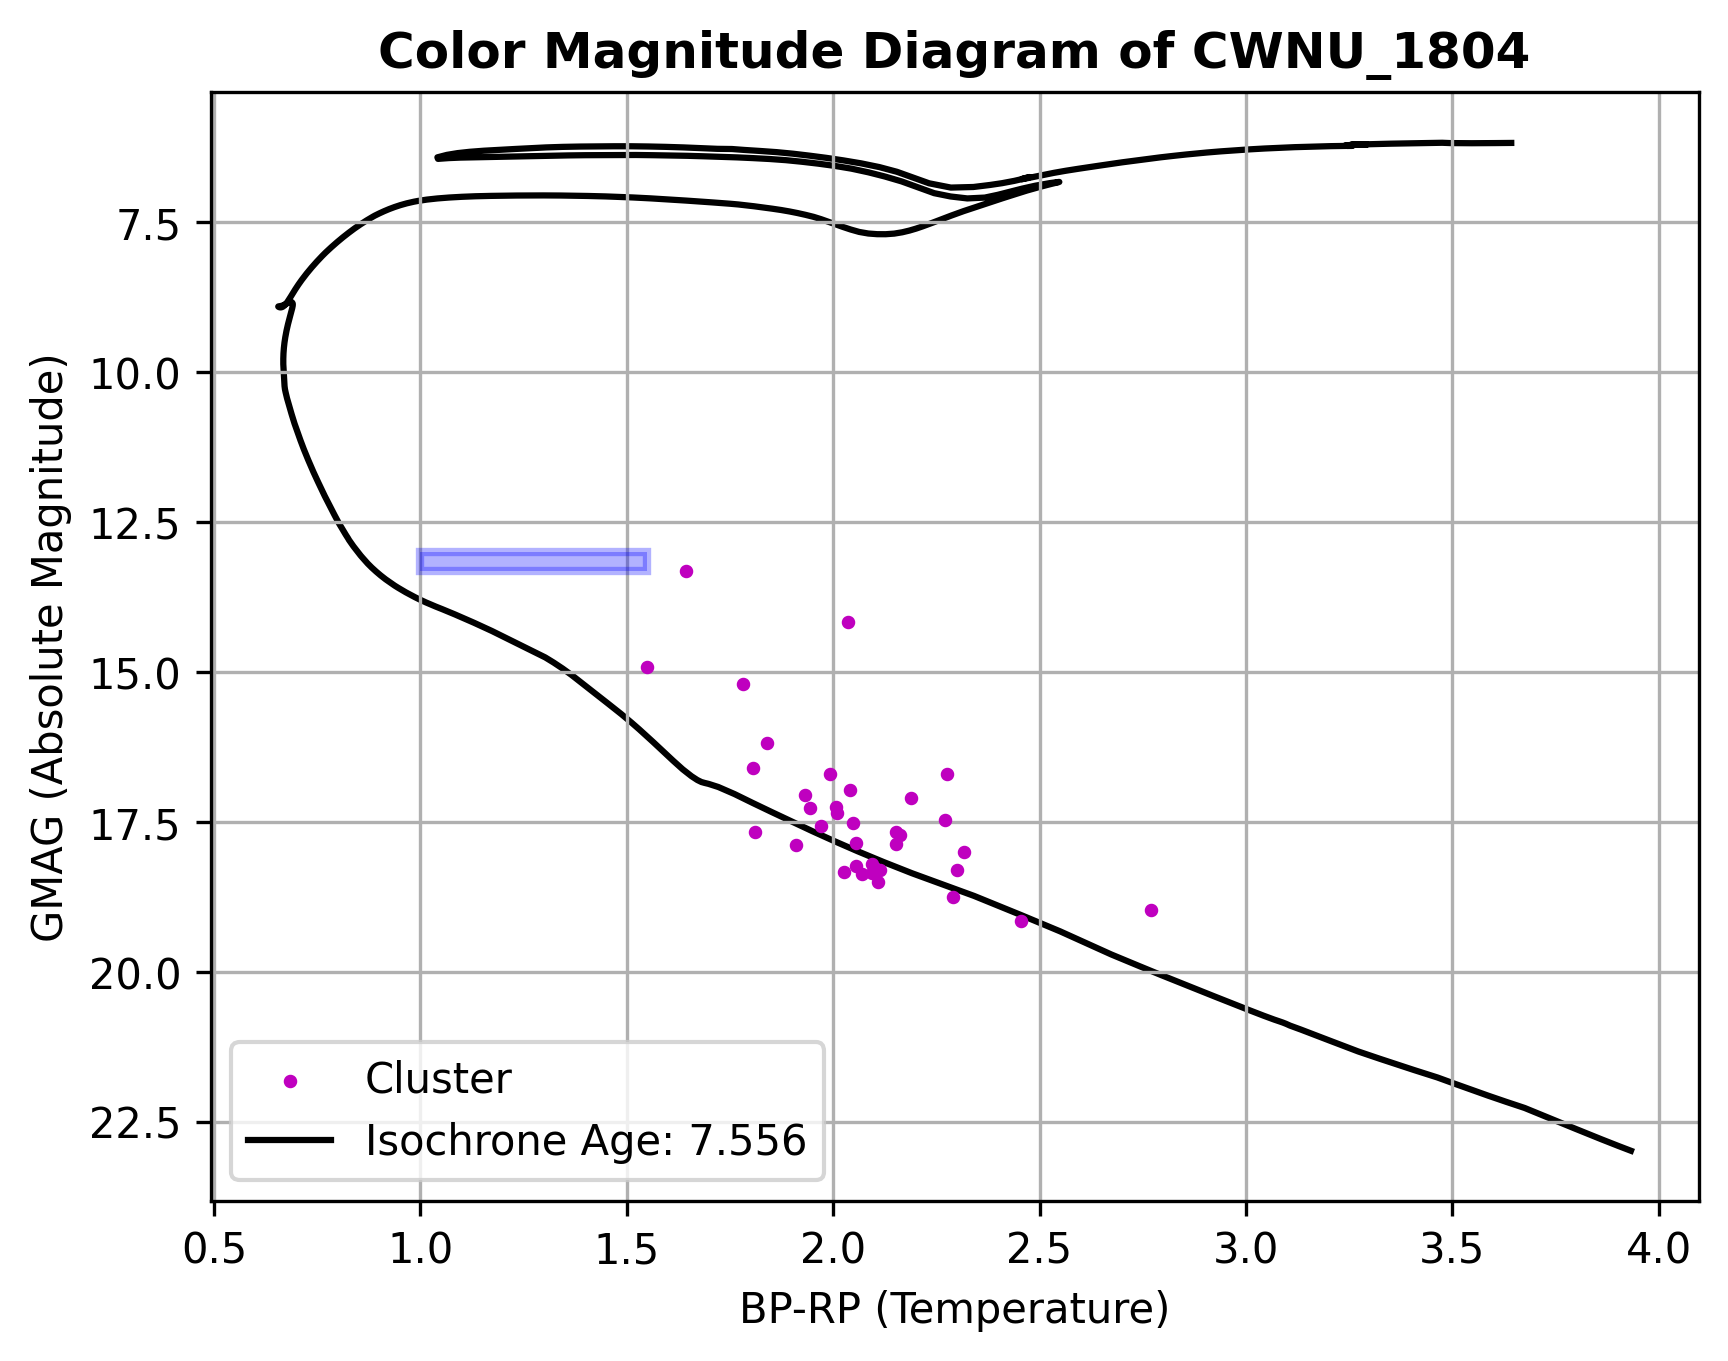 Color Magnitude Diagram of CWNU_1804
GMAG (Absolute Magnitude)
7.5
10.0
12.5
15.0
17.5
20.0
22.5
Cluster
Isochrone Age: 7.556
0.5 1.0 1.5 2.0 2.5 3.0 3.5 4.0
BP-RP (Temperature)